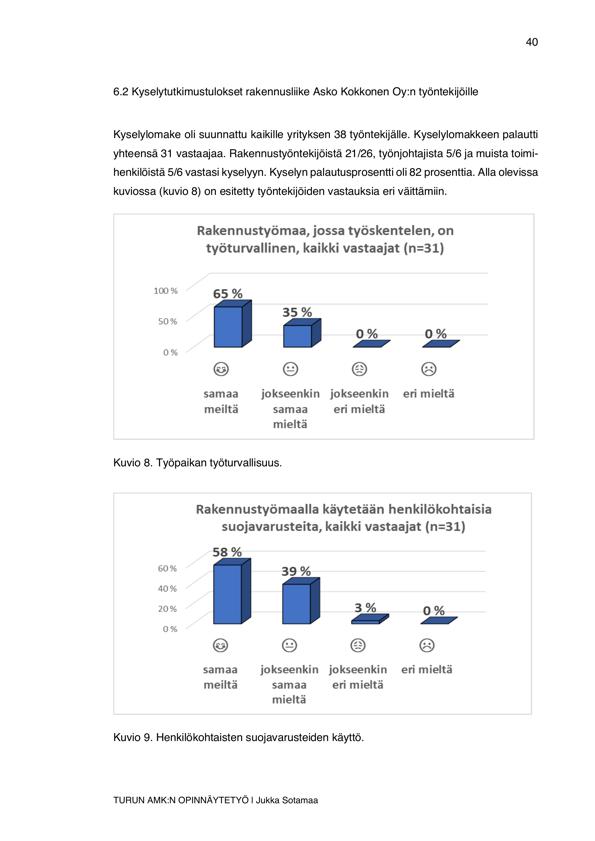 40
6.2 Kyselytutkimustulokset rakennusliike Asko Kokkonen Oy:n työntekijöille
Kyselylomake oli suunnattu kaikille yrityksen 38 työntekijälle. Kyselylomakkeen palautti
yhteensä 31 vastaajaa. Rakennustyöntekijöistä 21/26, työnjohtajista 5/6 ja muista toimi-
henkilöistä 5/6 vastasi kyselyyn. Kyselyn palautusprosentti oli 82 prosenttia. Alla olevissa
kuviossa (kuvio 8) on esitetty työntekijöiden vastauksia eri väittämiin.
Rakennustyömaa, jossa työskentelen, on
työturvallinen, kaikki vastaajat (n=31)
100 %
50 %
0 %
65 %
35 %
0 %
0 %
samaa
meiltä
jokseenkin
samaa
mieltä
jokseenkin
eri mieltä
eri mieltä
Kuvio 8. Työpaikan työturvallisuus.
Rakennustyömaalla käytetään henkilökohtaisia
suojavarusteita, kaikki vastaajat (n=31)
60 %
40 %
20 %
0 %
58 %
39 %
3 %
0 %
samaa
meiltä
jokseenkin
samaa
mieltä
jokseenkin
eri mieltä
eri mieltä
Kuvio 9. Henkilökohtaisten suojavarusteiden käyttö.
TURUN AMK:N OPINNÄYTETYÖ | Jukka Sotamaa